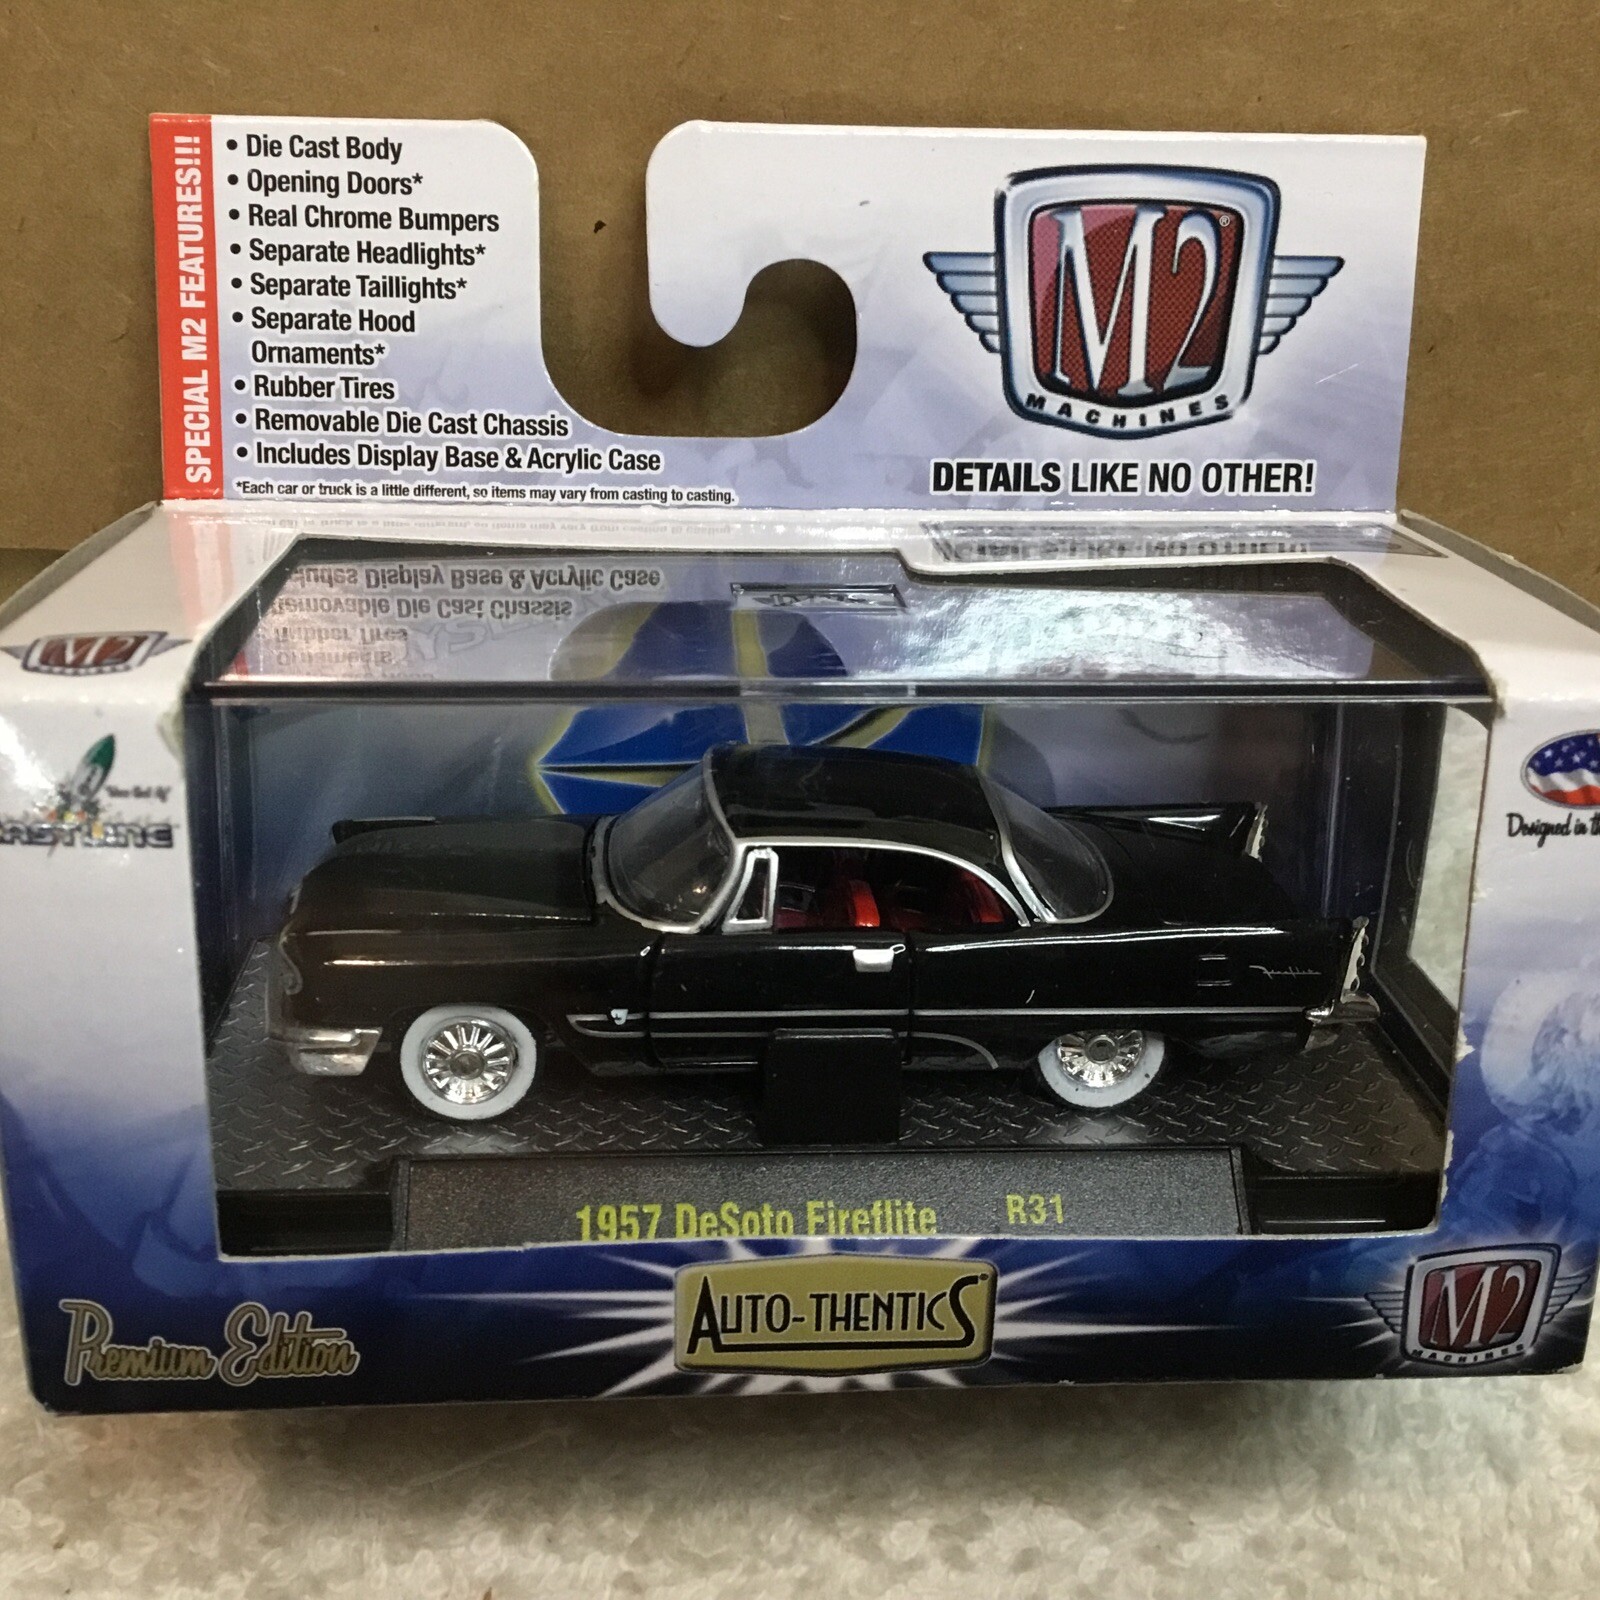 SPECIAL M2 FEATURES!!!
• Die Cast Body
• Opening Doors*
• Real Chrome Bumpers
• Separate Headlights*
• Separate Taillights*
• Separate Hood
Ornaments*
• Rubber Tires
• Removable Die Cast Chassis
• Includes Display Base & Acrylic Case
*Each car or truck is a little different, so items may vary from casting to casting.
M2®
MACHINES
DETAILS LIKE NO OTHER!
M2
Designed in
Fireflite
1957 DeSoto Fireflite R31
Premium Edition
AUTO-THENTICS
M2
MACHINES